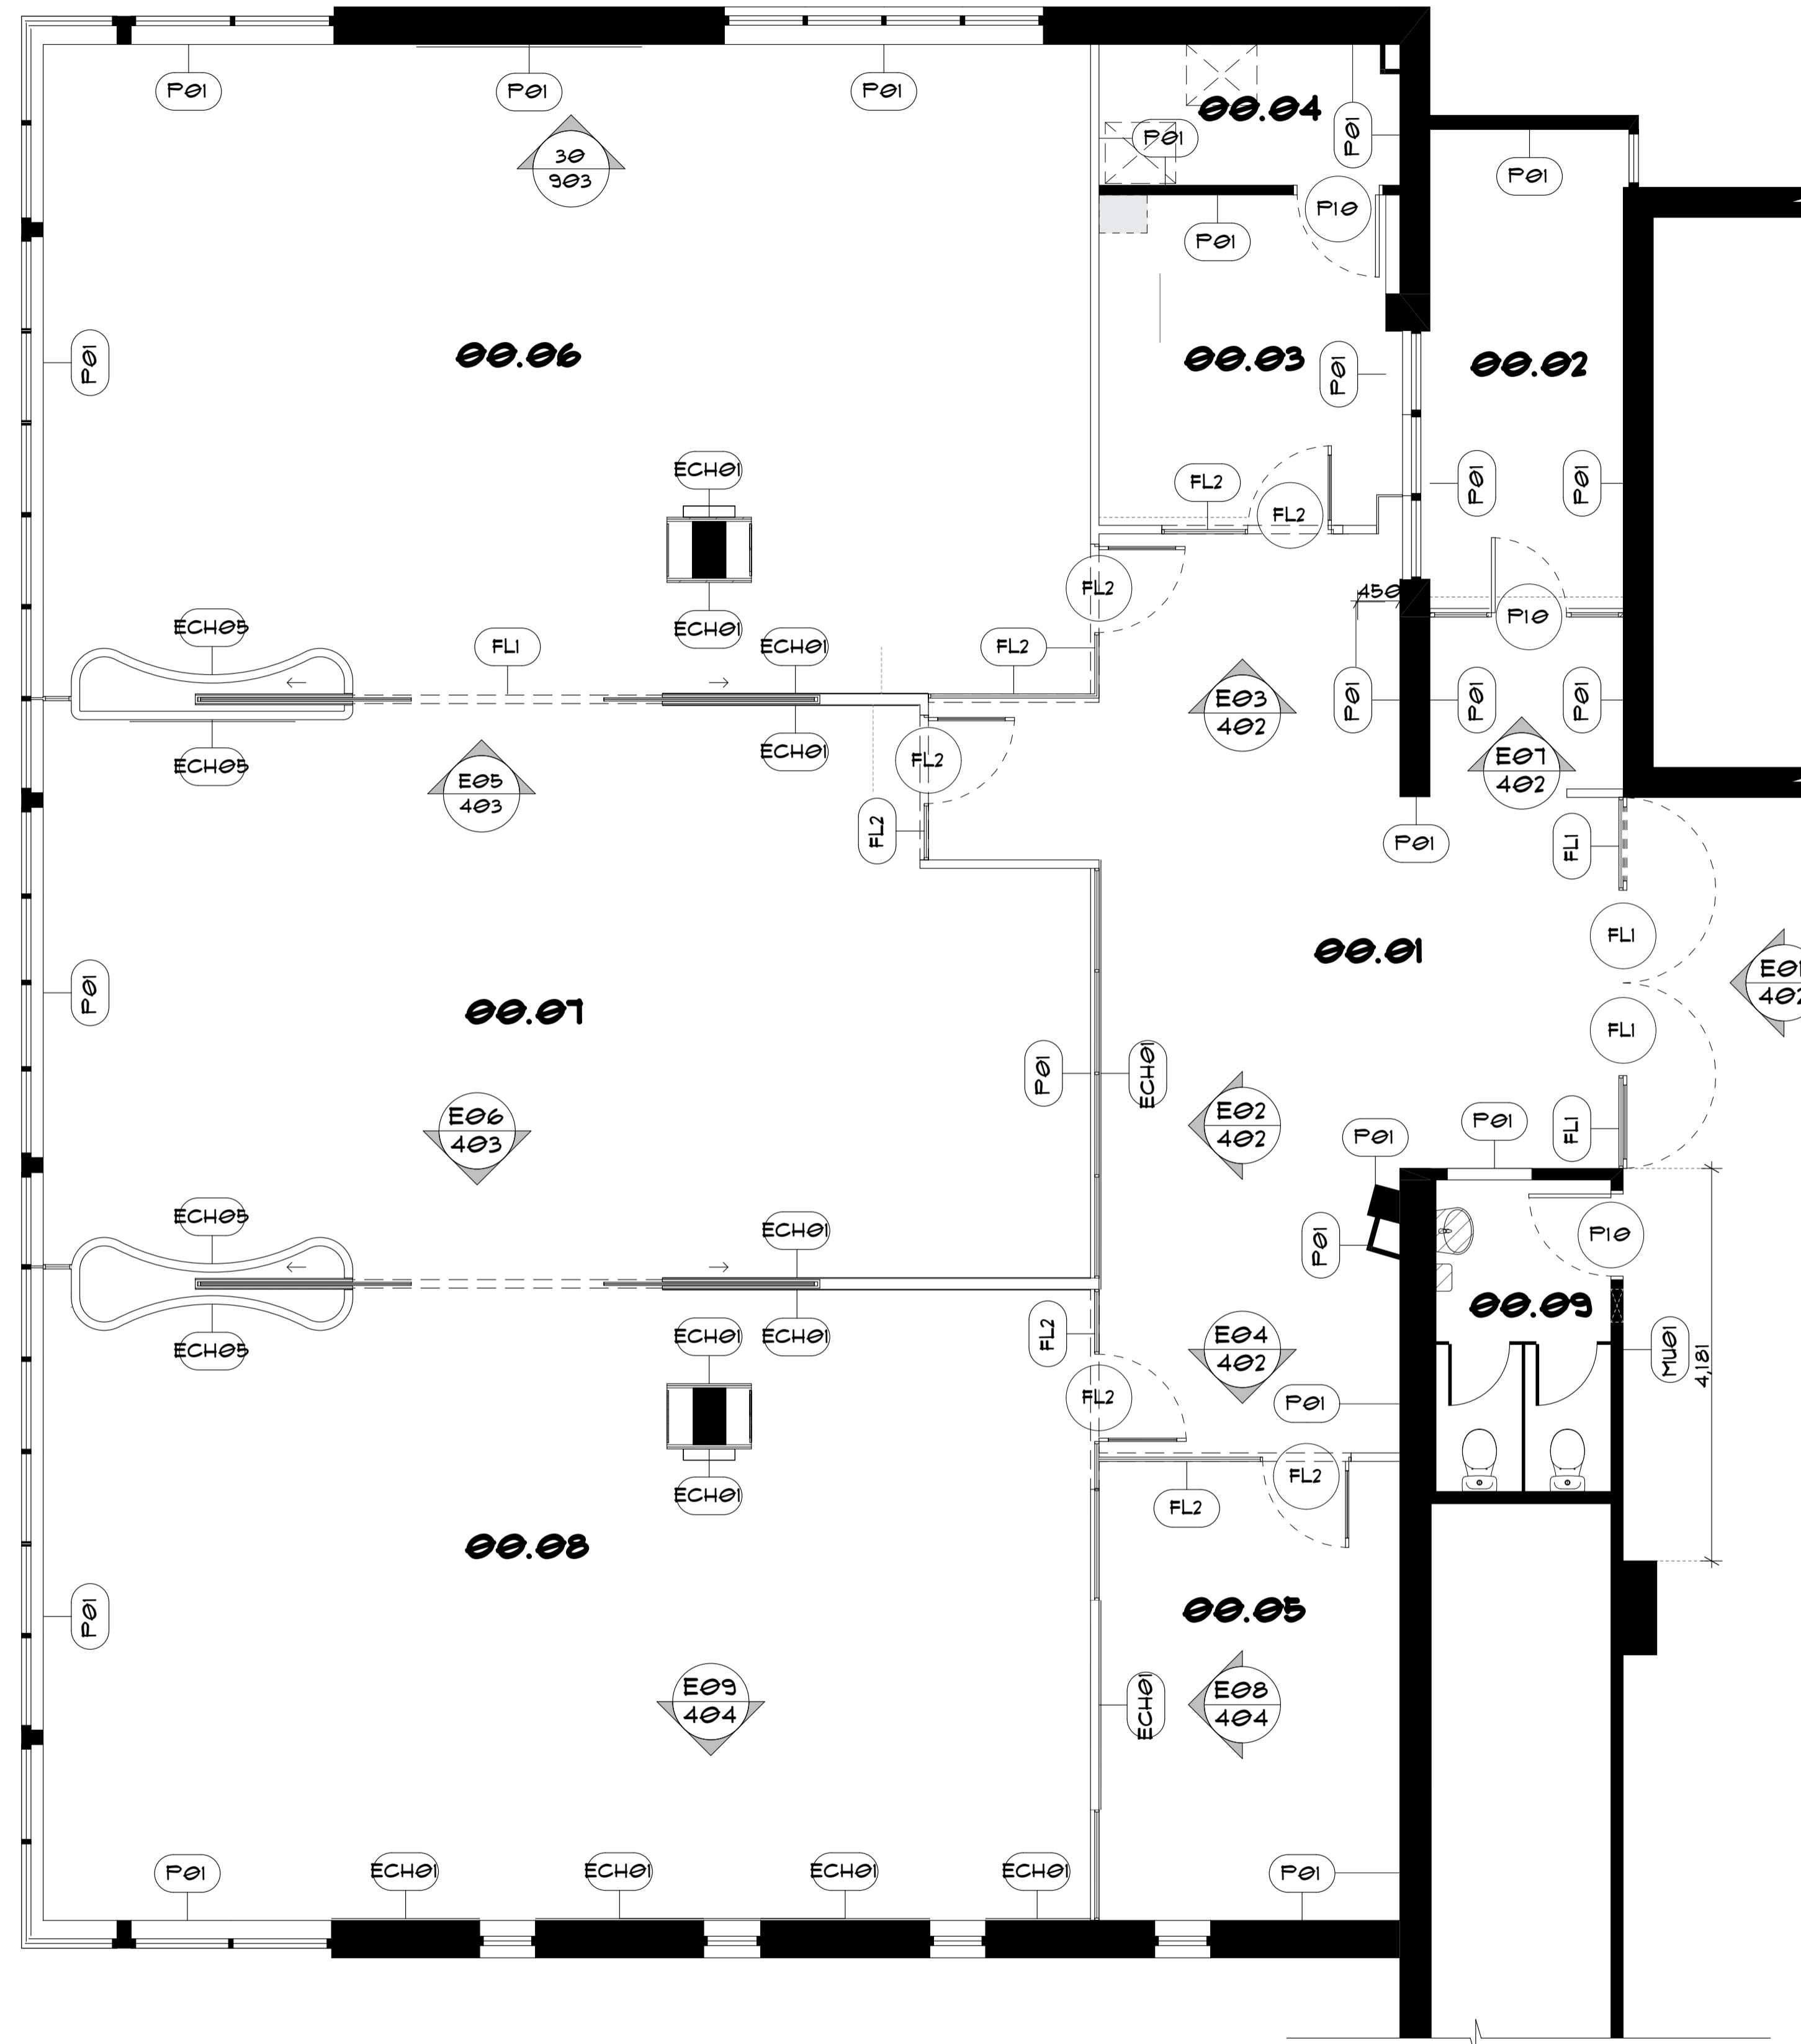 P01
P01
P01
00.04
P01
P01
30
903
P01
P10
P01
P01
00.06
00.03
P01
00.02
ECH01
FL2
P01
P01
FL2
FL2
450
P10
ECH05
ECH01
FL1
ECH01
FL2
E03
402
P01
P01
P01
ECH05
ECH01
FL2
E07
402
E05
403
FL2
P01
FL1
FL1
00.01
E01
402
P01
00.07
FL1
P01
ECH01
E06
403
E02
402
P01
P01
FL1
ECH05
ECH01
P01
P10
00.09
ECH05
ECH01
ECH01
FL2
E04
402
MU01
4,181
FL2
P01
ECH01
FL2
FL2
00.08
P01
00.05
E09
404
ECH01
E08
404
P01
ECH01
ECH01
ECH01
ECH01
P01